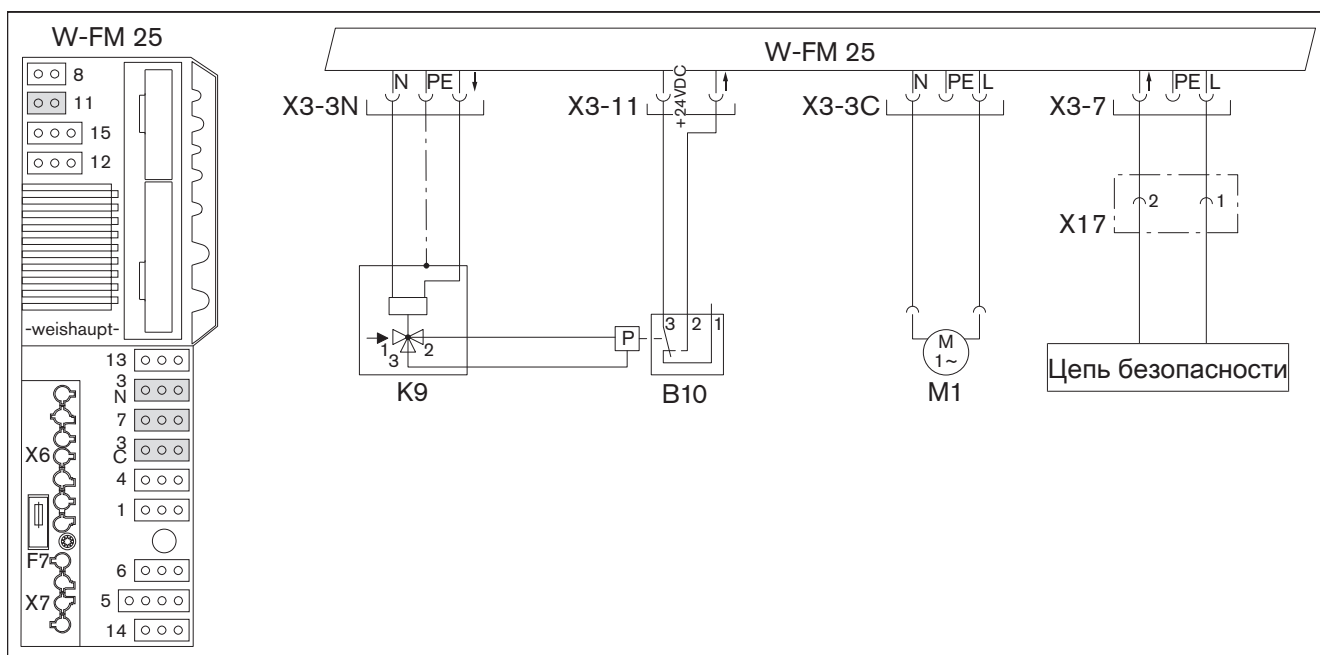 W-FM 25
8
11
15
12
-weishaupt-
13
3
N
7
3
C
4
1
6
5
14
X6
F7
X7
W-FM 25
N PE
X3-3N
+24VDC
X3-11
N PE L
X3-3C
PE L
X3-7
2 1
X17
1 2
3
K9
P
3 2 1
B10
M
1~
M1
Цепь безопасности